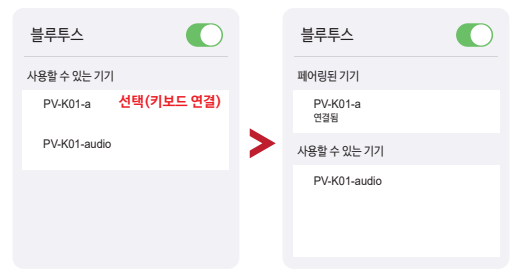 블루투스
사용할 수 있는 기기
PV-K01-a 선택(키보드 연결)
PV-K01-audio
>
블루투스
페어링된 기기
PV-K01-a
연결됨
사용할 수 있는 기기
PV-K01-audio